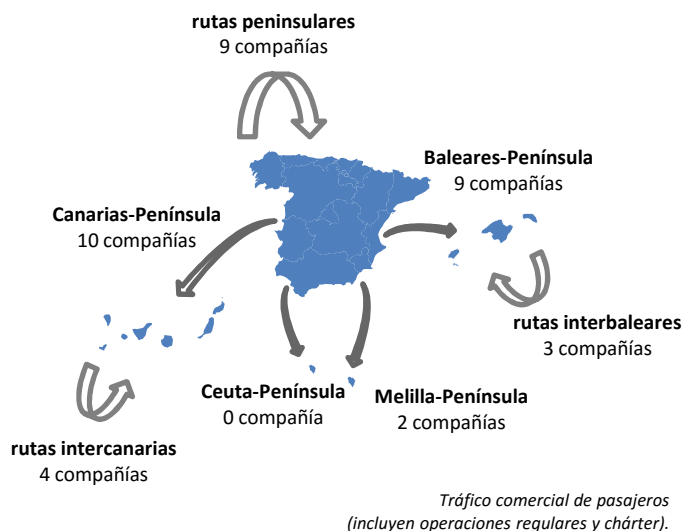 rutas peninsulares
9 compañías
Baleares-Península
9 compañías
Canarias-Península
10 compañías
rutas interbaleares
3 compañías
Ceuta-Península
0 compañía
Melilla-Península
2 compañías
rutas intercanarias
4 compañías
Tráfico comercial de pasajeros
(incluyen operaciones regulares y chárter).